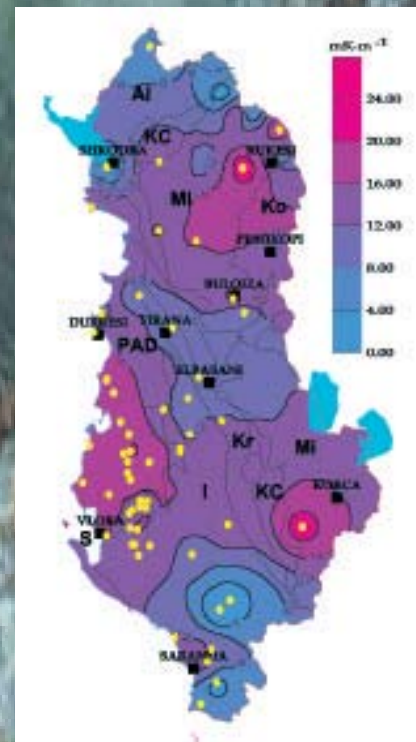 mK·m⁻¹
Al
24.00
KC
SHKODRA
KUKESI
20.00
MI
Ko
16.00
PESHKOPI
12.00
BULQIZA
8.00
TIRANA
DURRESI
4.00
PAD
ELBASANI
0.00
Kr
Mi
I
KC
KORCA
VLORA
S
SARANDA